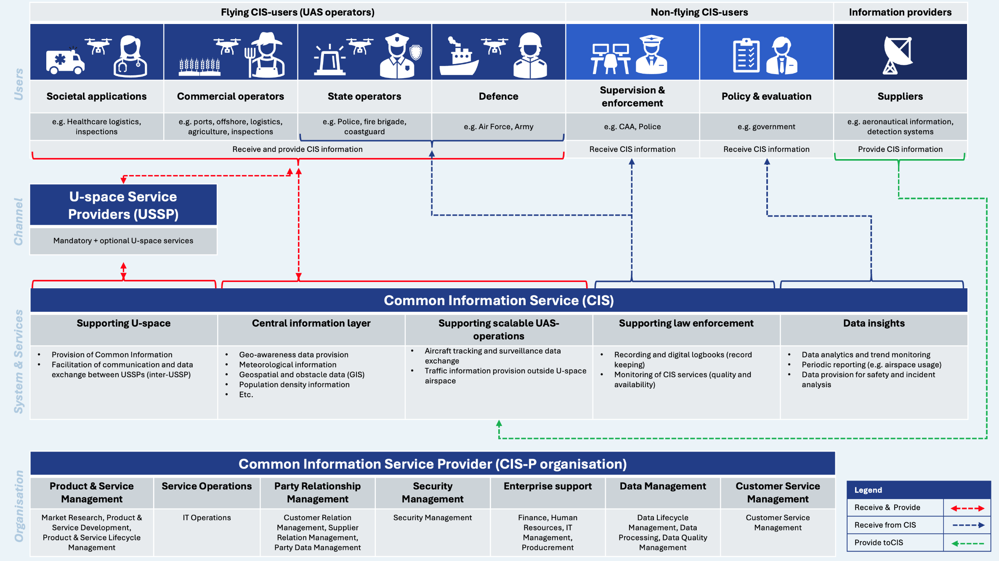 Flying CIS-users (UAS operators)
Non-flying CIS-users
Information providers
Users
Societal applications
Commercial operators
State operators
Defence
Supervision &
enforcement
Policy & evaluation
Suppliers
e.g. Healthcare logistics,
inspections
e.g. ports, offshore, logistics,
agriculture, inspections
e.g. Police, fire brigade,
coastguard
e.g. Air Force, Army
e.g. CAA, Police
e.g. government
e.g. aeronautical information,
detection systems
Receive and provide CIS information
Receive CIS information
Receive CIS information
Provide CIS information
Channel
U-space Service
Providers (USSP)
Mandatory + optional U-space services
System & Services
Common Information Service (CIS)
Supporting U-space
• Provision of Common Information
• Facilitation of communication and data
exchange between USSPs (inter-USSP)
Central information layer
• Geo-awareness data provision
• Meteorological information
• Geospatial and obstacle data (GIS)
• Population density information
• Etc.
Supporting scalable UAS-
operations
• Aircraft tracking and surveillance data
exchange
• Traffic information provision outside U-space
airspace
Supporting law enforcement
• Recording and digital logbooks (record
keeping)
• Monitoring of CIS services (quality and
availability)
Data insights
• Data analytics and trend monitoring
• Periodic reporting (e.g. airspace usage)
• Data provision for safety and incident
analysis
Organisation
Common Information Service Provider (CIS-P organisation)
Product & Service
Management
Market Research, Product &
Service Development,
Product & Service Lifecycle
Management
Service Operations
IT Operations
Party Relationship
Management
Customer Relation
Management, Supplier
Relation Management,
Party Data Management
Security
Management
Security Management
Enterprise support
Finance, Human
Resources, IT
Management,
Producrement
Data Management
Data Lifecycle
Management, Data
Processing, Data Quality
Management
Customer Service
Management
Customer Service
Management
Legend
Receive & Provide
Receive from CIS
Provide toCIS